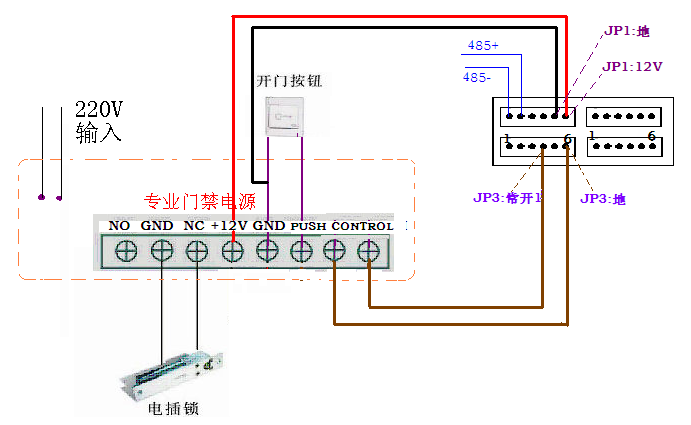 JP1:地
485+
JP1:12V
485-
开门按钮
220V
输入
1
6
1
6
JP3:常开1
JP3:地
专业门禁电源
NO GND NC +12V GND PUSH CONTROL
电插锁